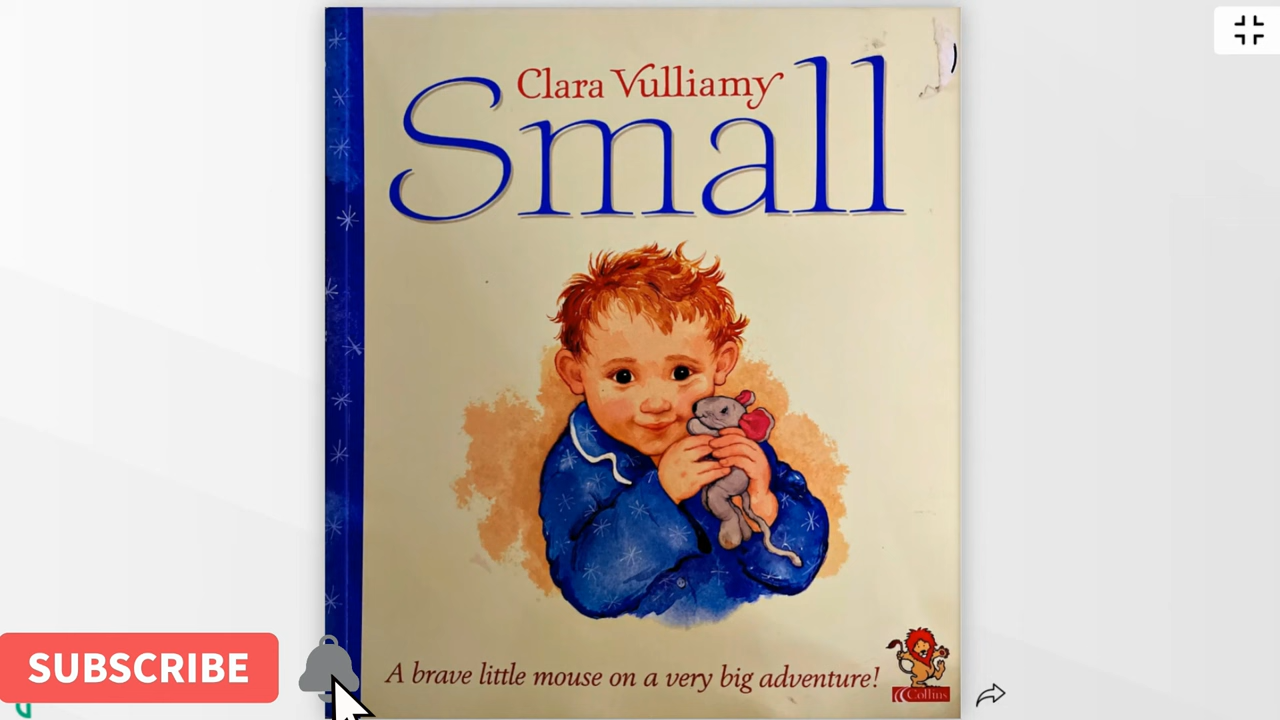 Clara Vulliamy
Small
A brave little mouse on a very big adventure!
Collins
SUBSCRIBE